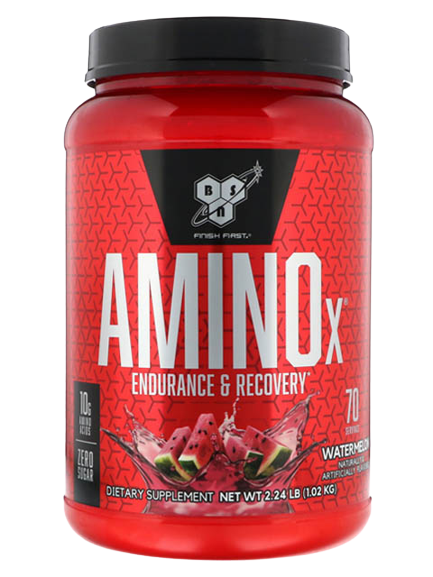 B S
n
FINISH FIRST.®
AMINOx®
ENDURANCE & RECOVERY*
10G
AMINO
ACIDS
ZERO
SUGAR
70
SERVINGS
WATERMELON
ARTIFICIALLY
DIETARY SUPPLEMENT NET WT 2.24 LB (1.02 KG)